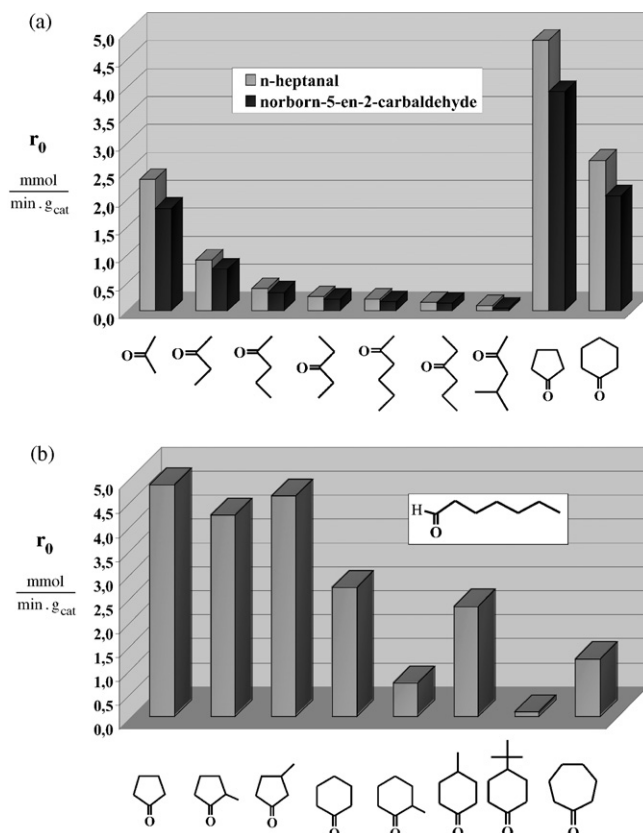 (a)
5,0
4,5
4,0
3,5
3,0
2,5
2,0
1,5
1,0
0,5
0,0
r₀
mmol
min . g_cat
n-heptanal
norborn-5-en-2-carbaldehyde
O O O O O O O O O
(b)
5,0
4,5
4,0
3,5
3,0
2,5
2,0
1,5
1,0
0,5
0,0
r₀
mmol
min . g_cat
H
O
O O O O O O O O